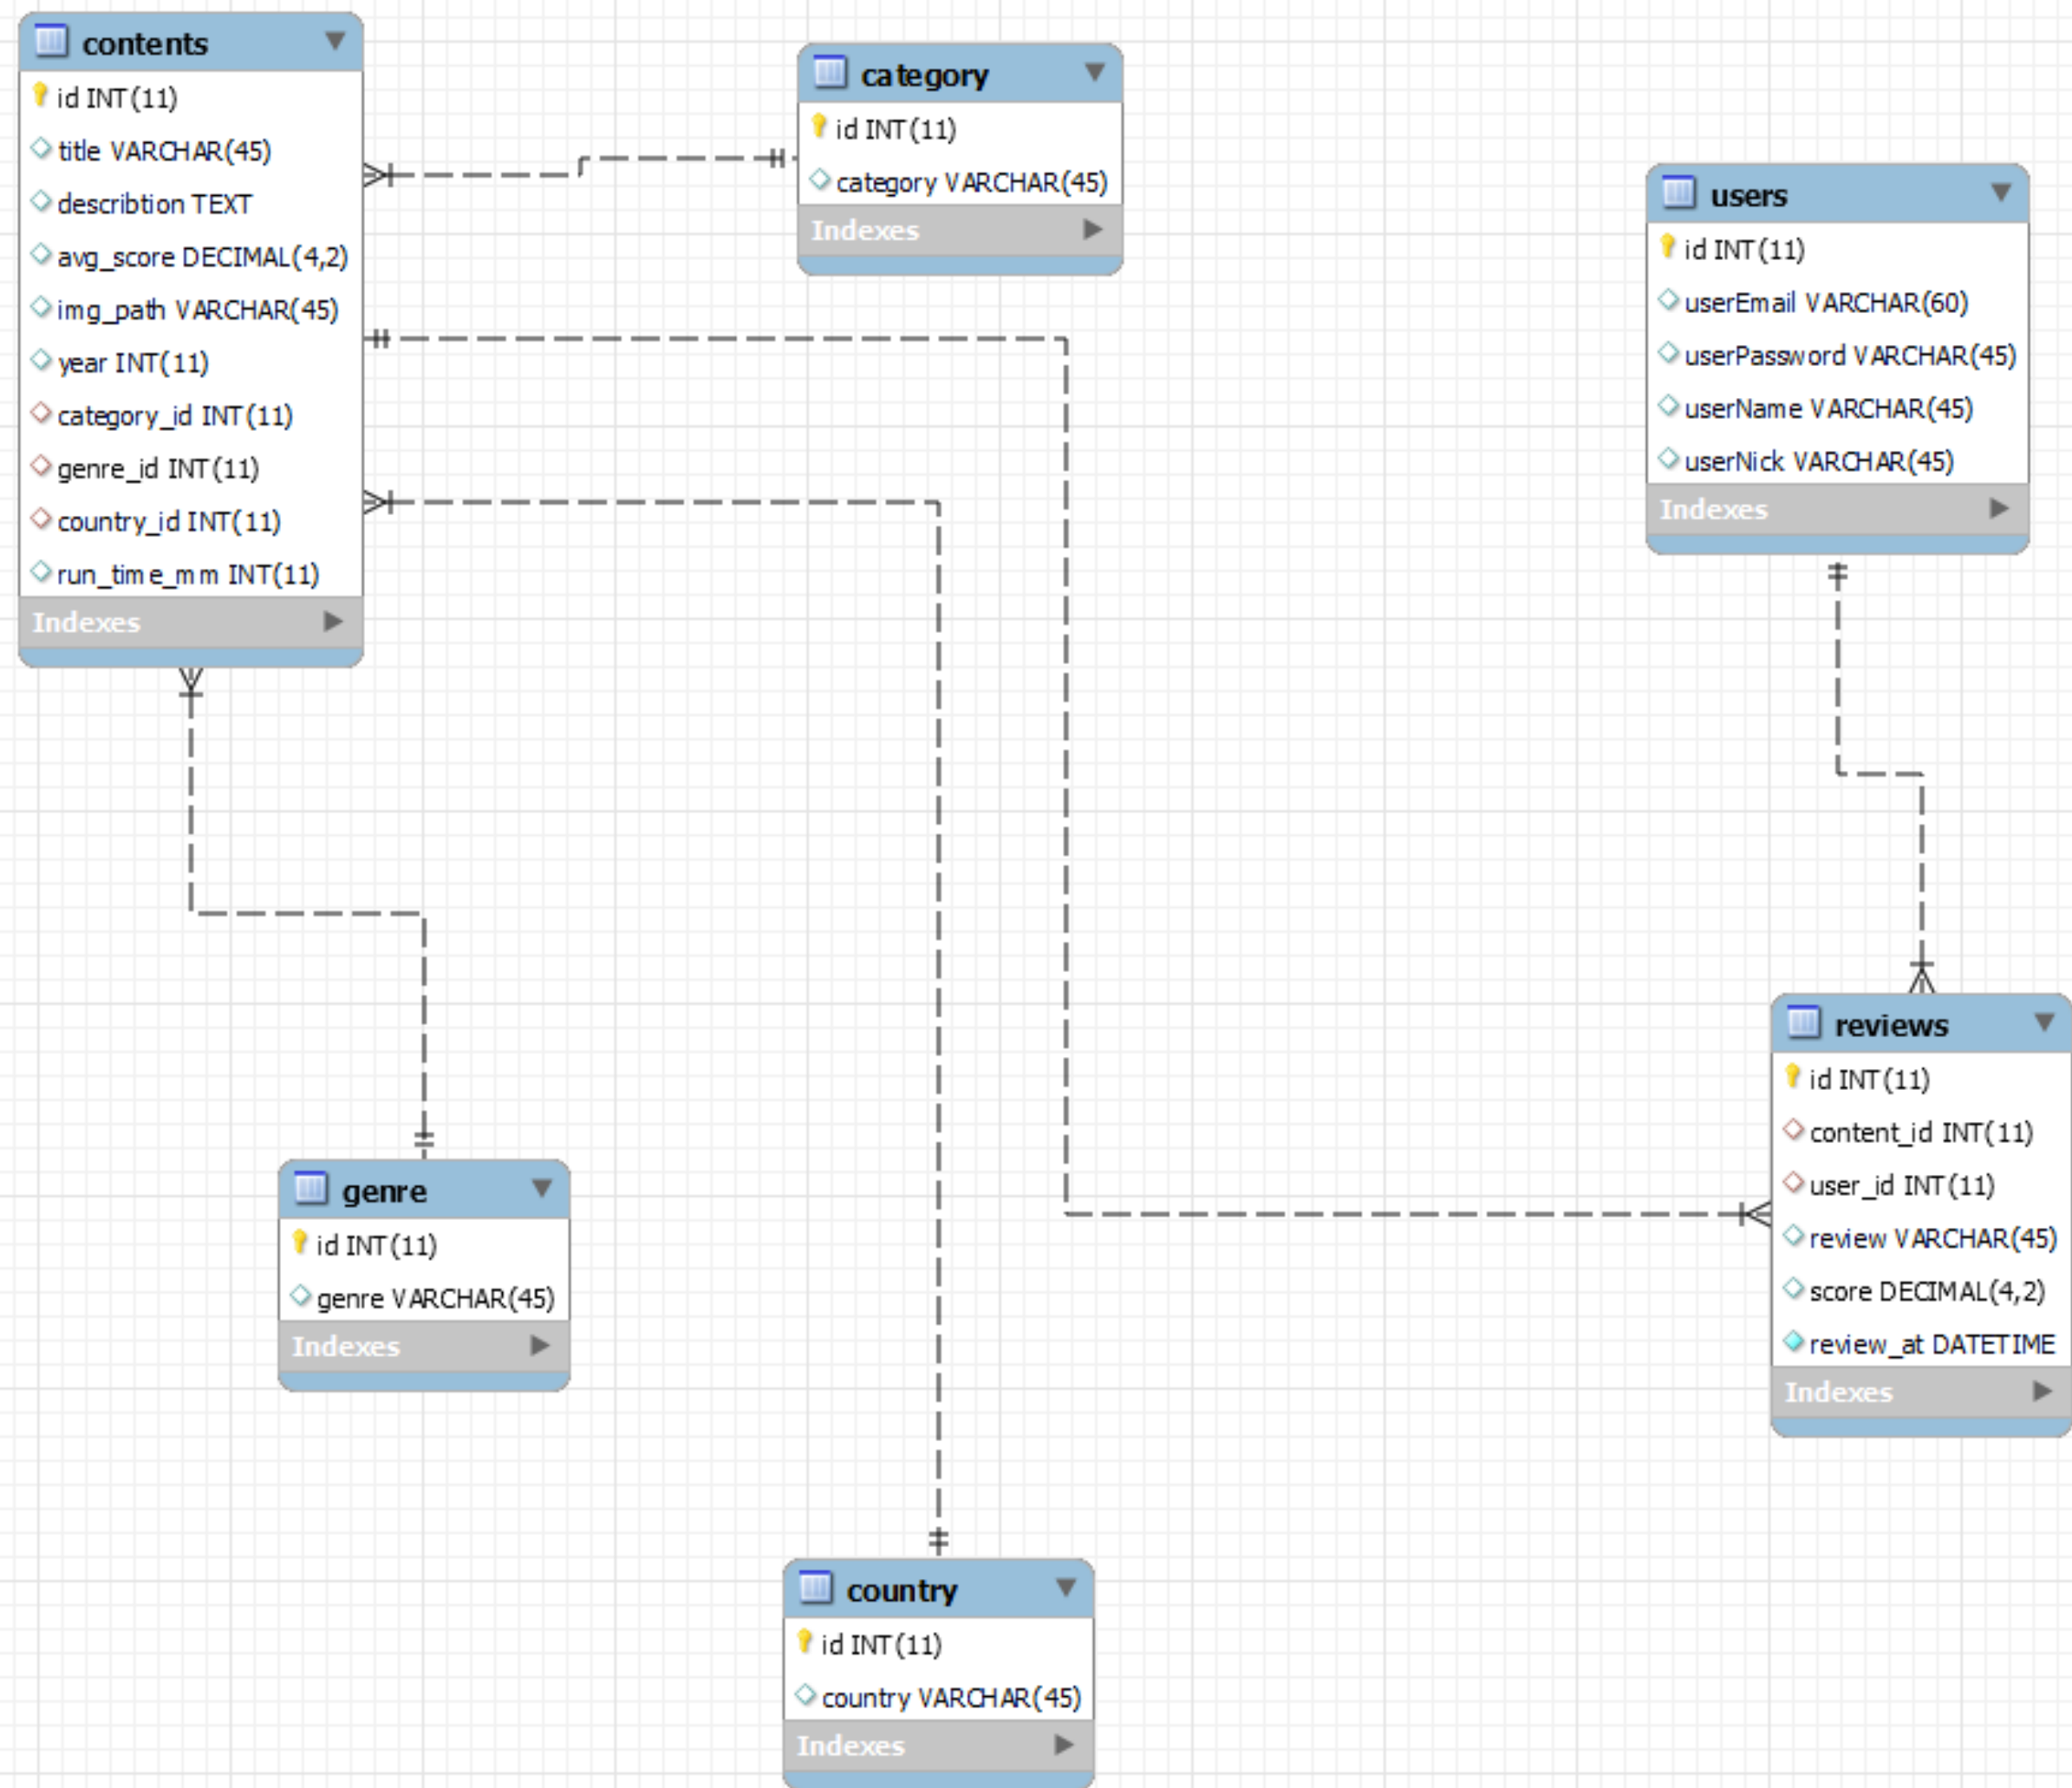 contents
id INT(11)
title VARCHAR(45)
describtion TEXT
avg_score DECIMAL(4,2)
img_path VARCHAR(45)
year INT(11)
category_id INT(11)
genre_id INT(11)
country_id INT(11)
run_time_mm INT(11)
Indexes
category
id INT(11)
category VARCHAR(45)
Indexes
users
id INT(11)
userEmail VARCHAR(60)
userPassword VARCHAR(45)
userName VARCHAR(45)
userNick VARCHAR(45)
Indexes
reviews
id INT(11)
content_id INT(11)
user_id INT(11)
review VARCHAR(45)
score DECIMAL(4,2)
review_at DATETIME
Indexes
genre
id INT(11)
genre VARCHAR(45)
Indexes
country
id INT(11)
country VARCHAR(45)
Indexes